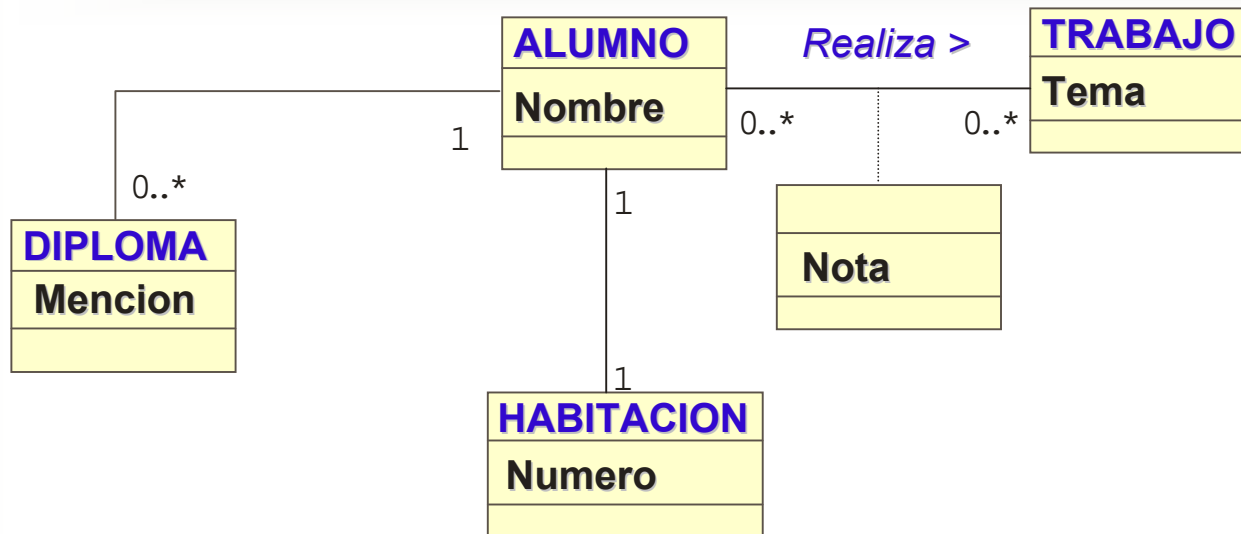 ALUMNO
Nombre
Realiza >
TRABAJO
Tema
1
0..*
0..*
0..*
1
DIPLOMA
Mencion
Nota
1
HABITACION
Numero